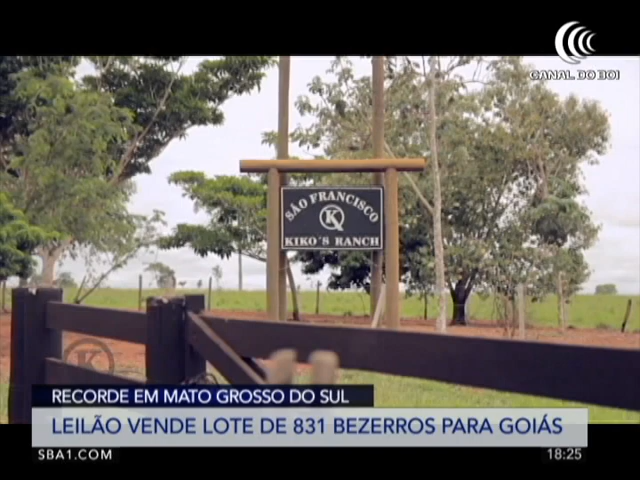 CANAL DO BOI
SÃO FRANCISCO
K
KIKO'S RANCH
K
RECORDE EM MATO GROSSO DO SUL
LEILÃO VENDE LOTE DE 831 BEZERROS PARA GOIÁS
SBA1.COM
18:25